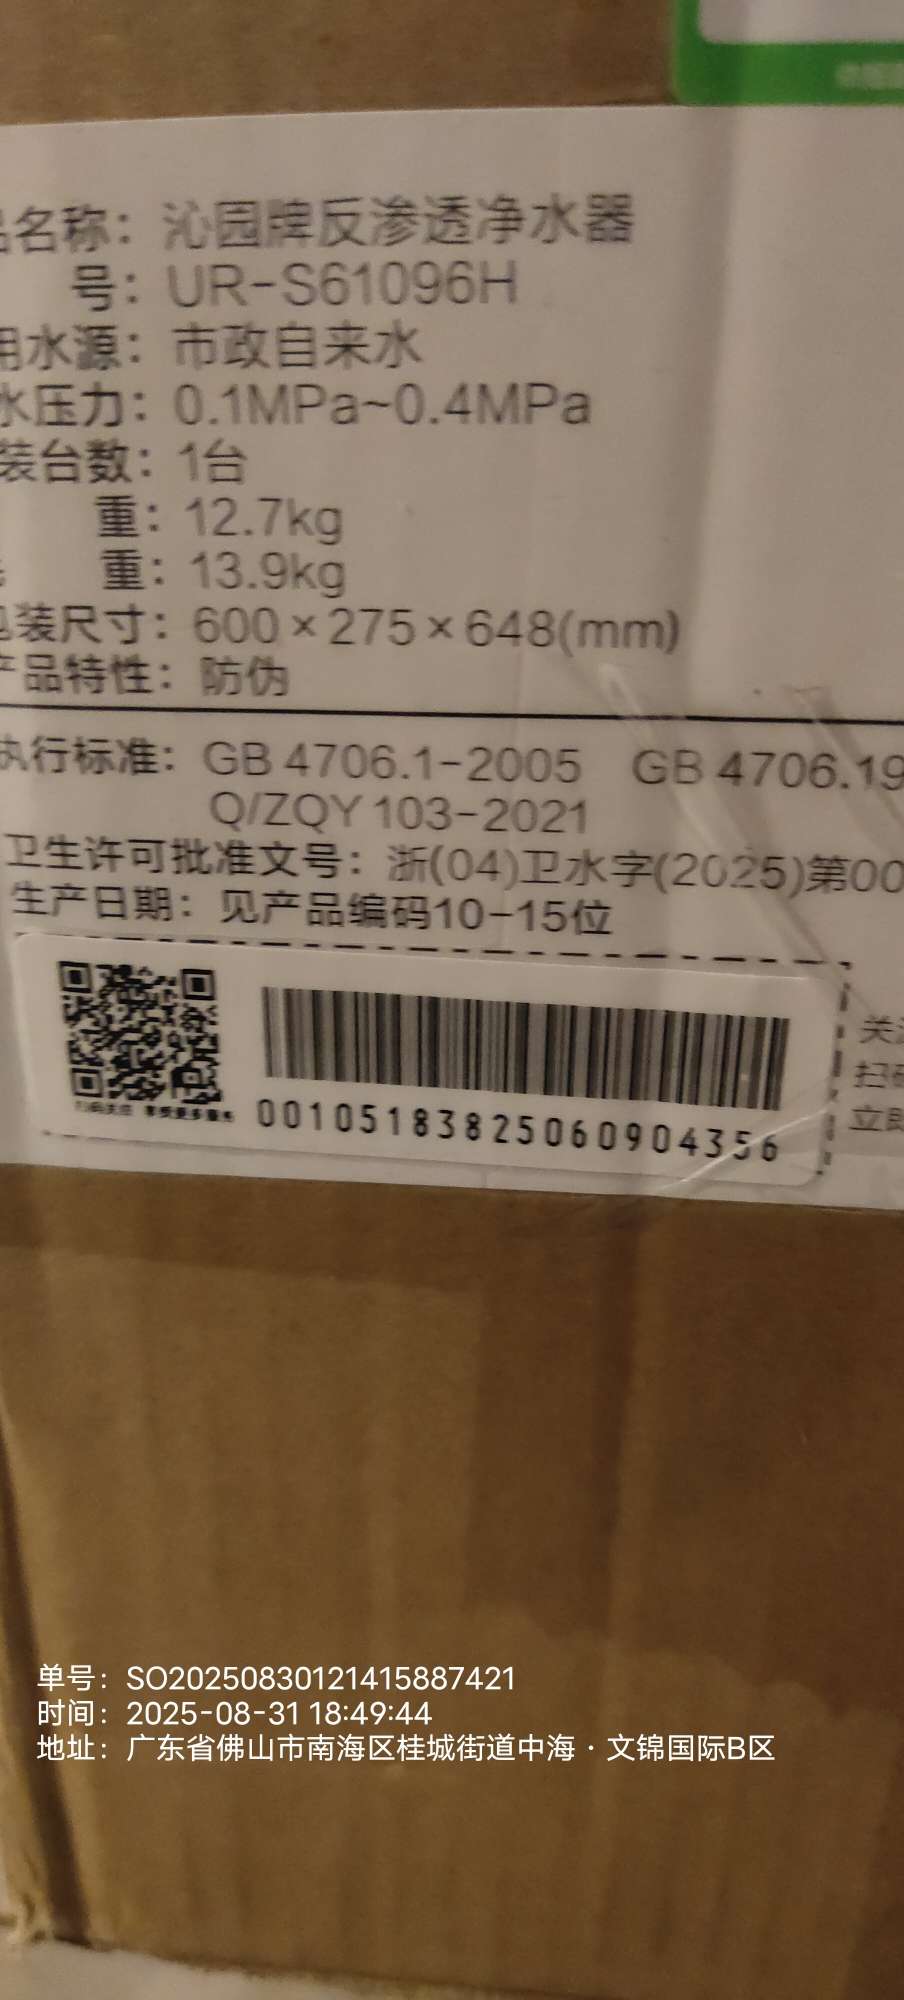 品名称：沁园牌反渗透净水器
号：UR-S61096H
用水源：市政自来水
水压力：0.1MPa~0.4MPa
装台数：1台
重：12.7kg
重：13.9kg
包装尺寸：600×275×648(mm)
产品特性：防伪
执行标准：GB 4706.1-2005 GB 4706.19
Q/ZQY 103-2021
卫生许可批准文号：浙(04)卫水字(2025)第00
生产日期：见产品编码10-15位
00105183825060904356
关注
扫码
立即
单号：SO20250830121415887421
时间：2025-08-31 18:49:44
地址：广东省佛山市南海区桂城街道中海·文锦国际B区